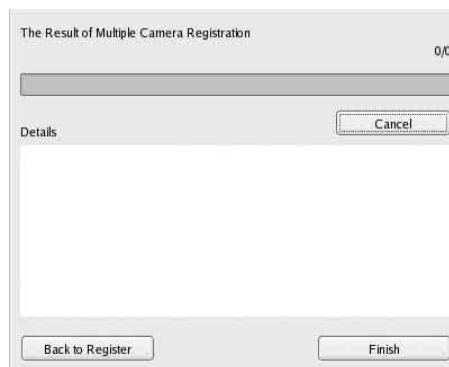 The Result of Multiple Camera Registration
0/0
Cancel
Details
Back to Register
Finish